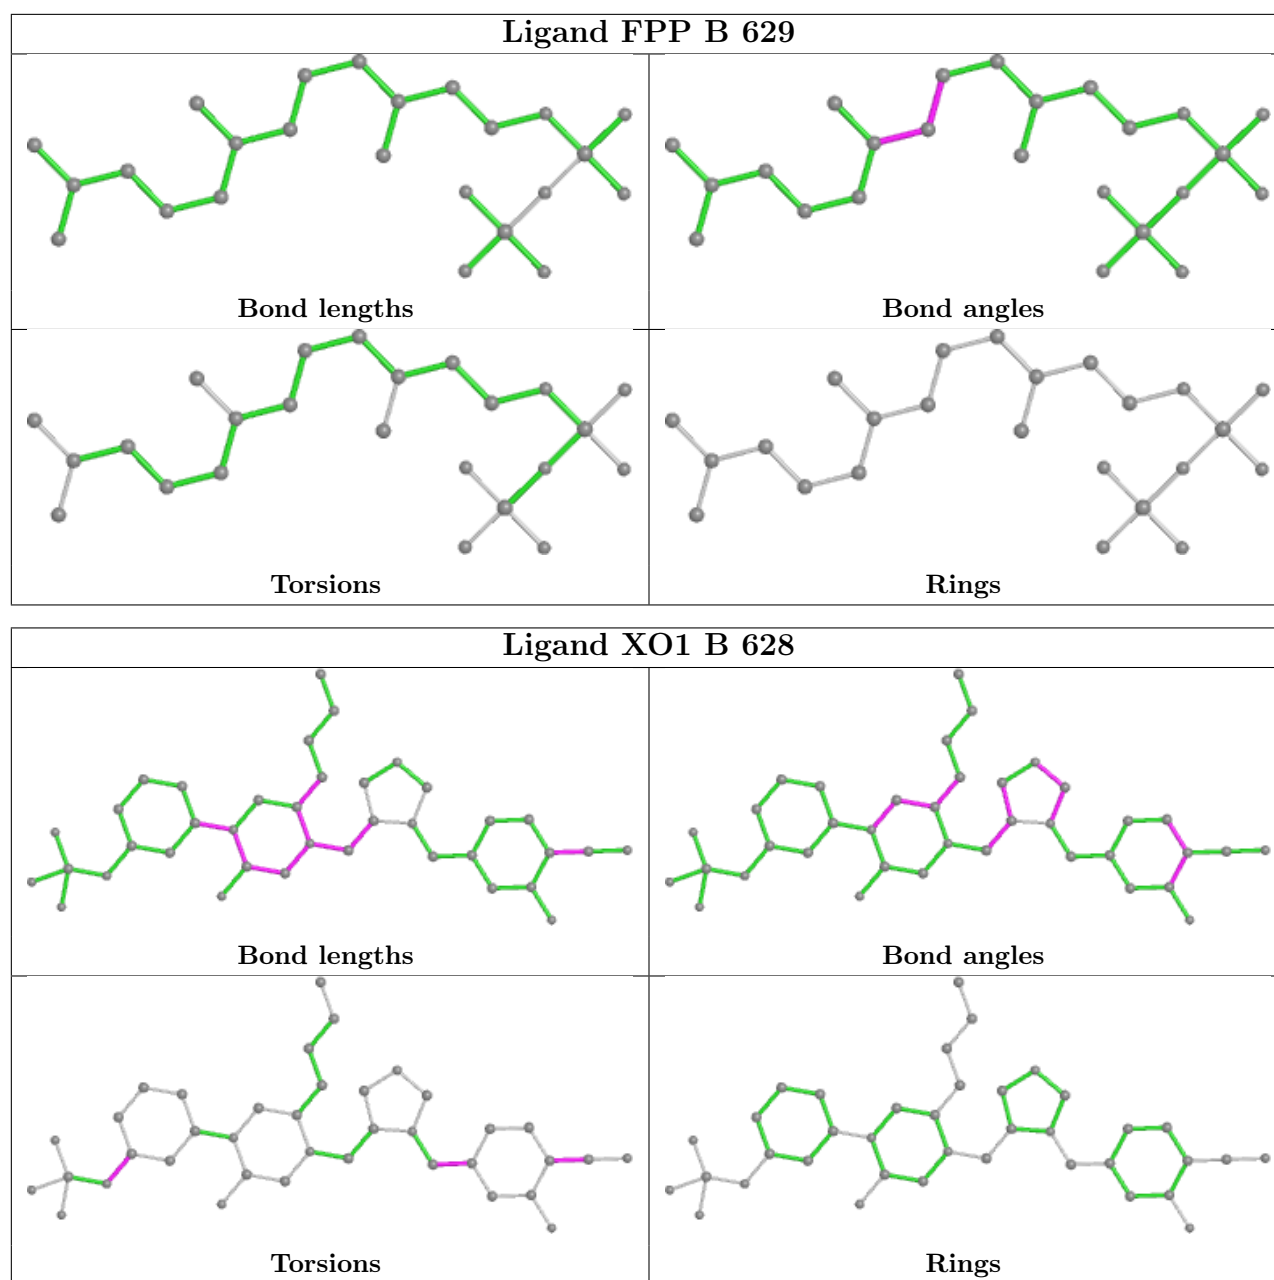 Ligand FPP B 629
Bond lengths
Bond angles
Torsions
Rings
Ligand XO1 B 628
Bond lengths
Bond angles
Torsions
Rings